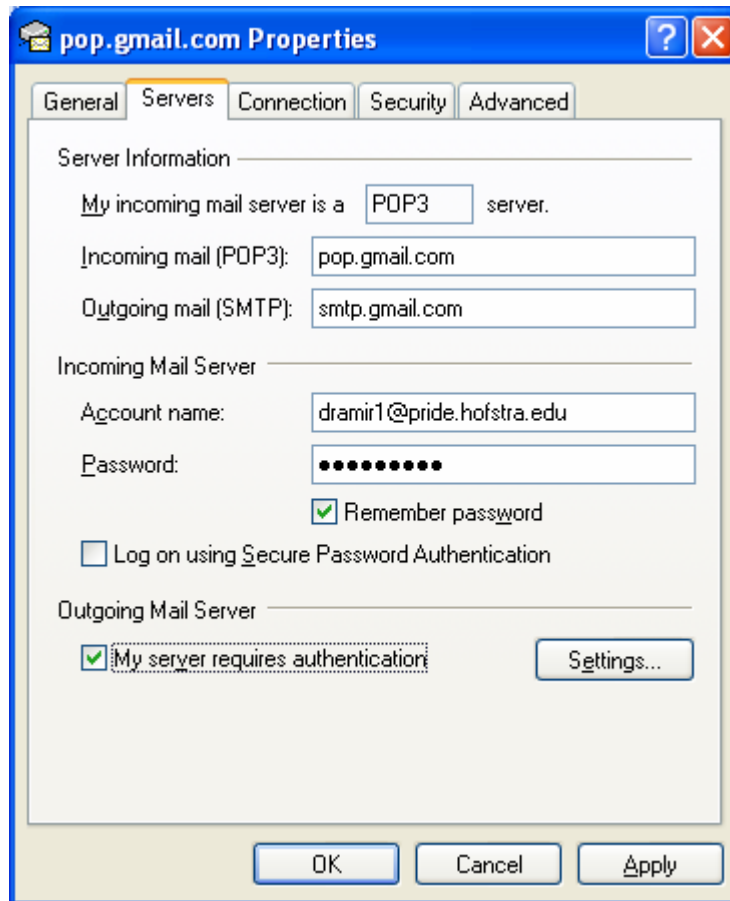 pop.gmail.com Properties
General Servers Connection Security Advanced
Server Information
My incoming mail server is a POP3 server.
Incoming mail (POP3): pop.gmail.com
Outgoing mail (SMTP): smtp.gmail.com
Incoming Mail Server
Account name: dramir1@pride.hofstra.edu
Password: ●●●●●●●●●
Remember password
Log on using Secure Password Authentication
Outgoing Mail Server
My server requires authentication Settings...
OK Cancel Apply